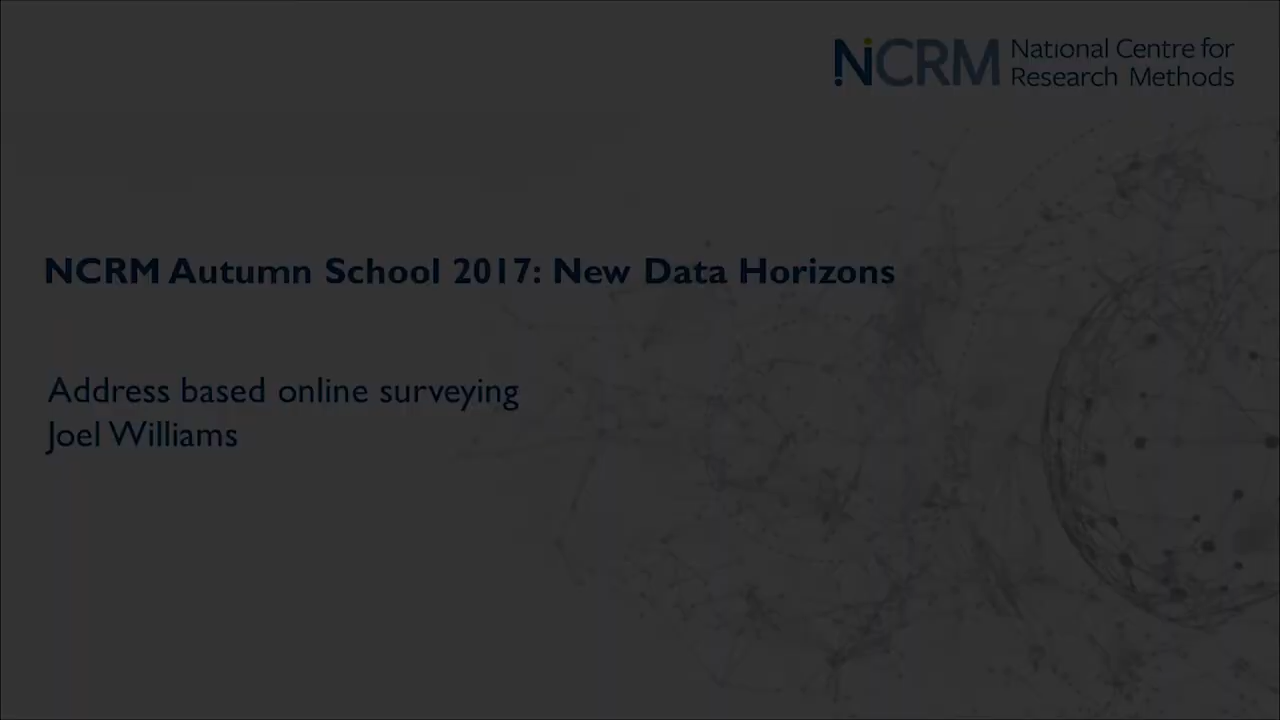 NCRM National Centre for
Research Methods
NCRM Autumn School 2017: New Data Horizons
Address based online surveying
Joel Williams